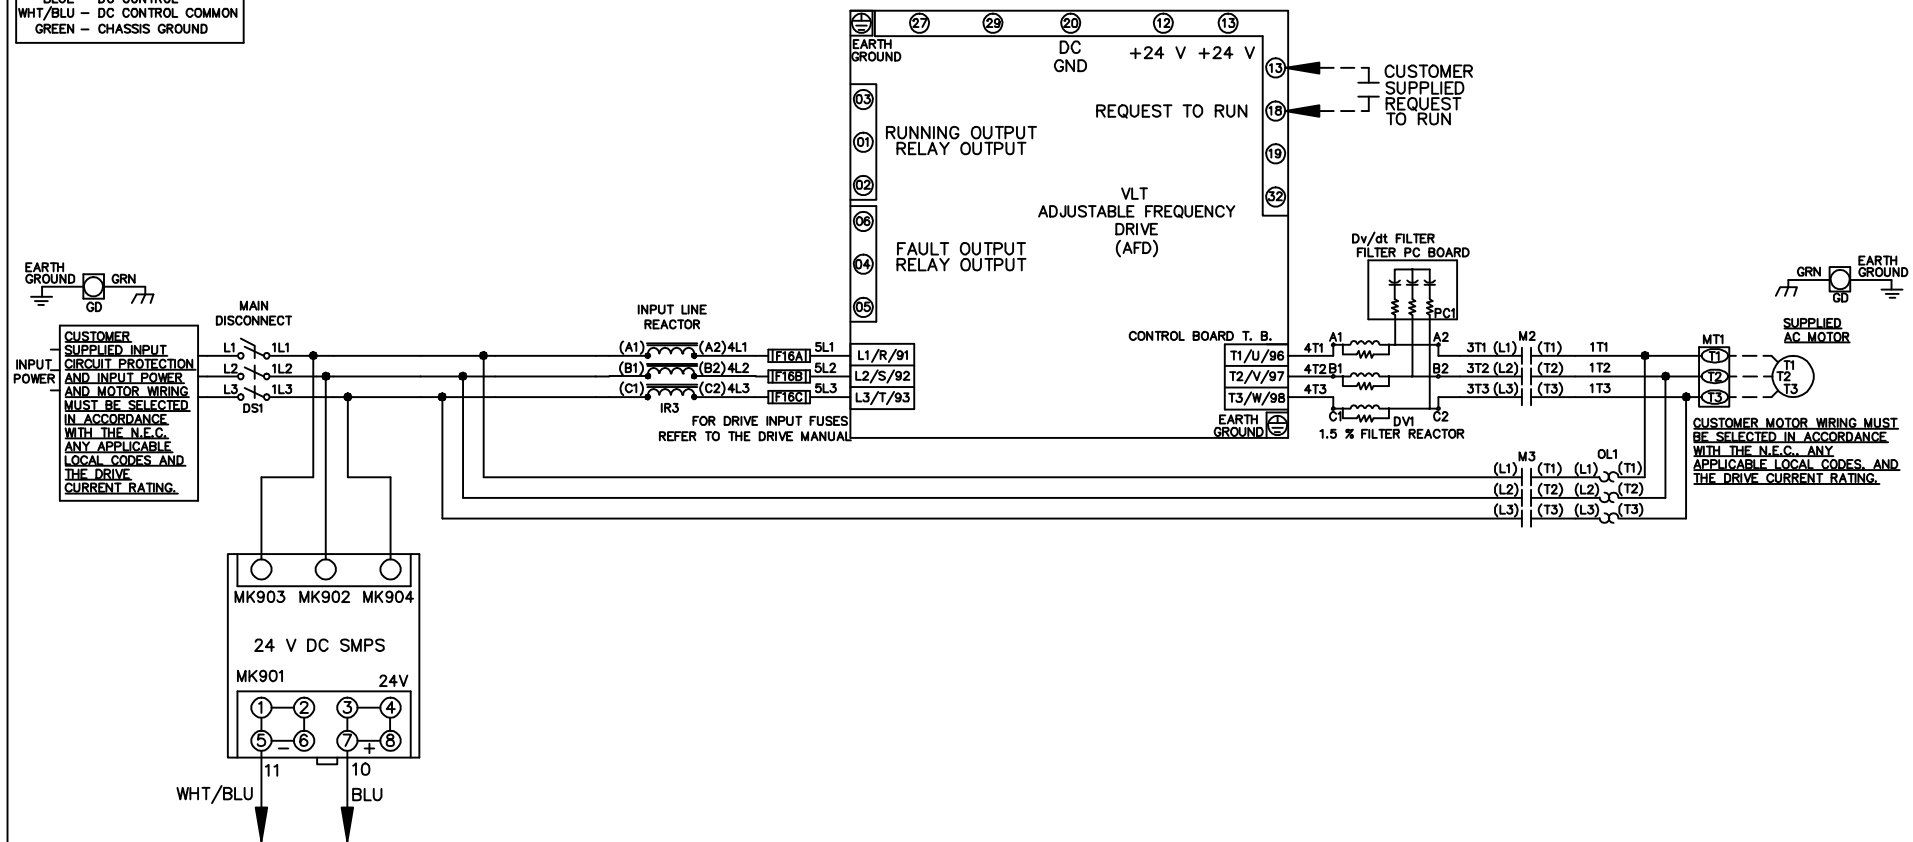 BLUE – DC CONTROL
WHT/BLU – DC CONTROL COMMON
GREEN – CHASSIS GROUND
27 29 20 12 13
EARTH
GROUND
DC
GND
+24 V +24 V
13
CUSTOMER
SUPPLIED
REQUEST
TO RUN
REQUEST TO RUN
18
19
32
03
01
02
RUNNING OUTPUT
RELAY OUTPUT
06
04
05
FAULT OUTPUT
RELAY OUTPUT
VLT
ADJUSTABLE FREQUENCY
DRIVE
(AFD)
Dv/dt FILTER
FILTER PC BOARD
PC1
EARTH
GROUND
GRN
GD
GRN
EARTH
GROUND
GD
MAIN
DISCONNECT
INPUT LINE
REACTOR
CONTROL BOARD T. B.
SUPPLIED
AC MOTOR
INPUT
POWER
CUSTOMER
SUPPLIED INPUT
CIRCUIT PROTECTION
AND INPUT POWER
AND MOTOR WIRING
MUST BE SELECTED
IN ACCORDANCE
WITH THE N.E.C.
ANY APPLICABLE
LOCAL CODES AND
THE DRIVE
CURRENT RATING.
L1 1L1
L2 1L2
L3 1L3
DS1
(A1) (A2) 4L1 F16A 5L1 L1/R/91
(B1) (B2) 4L2 F16B 5L2 L2/S/92
(C1) (C2) 4L3 F16C 5L3 L3/T/93
IR3
FOR DRIVE INPUT FUSES
REFER TO THE DRIVE MANUAL
T1/U/96 4T1 A1 A2 3T1 (L1) M2 (T1) 1T1
T2/V/97 4T2 B1 B2 3T2 (L2) (T2) 1T2
T3/W/98 4T3 C1 C2 3T3 (L3) (T3) 1T3
EARTH
GROUND
DV1
1.5 % FILTER REACTOR
MT1
T1
T2
T3
T1
T2
T3
CUSTOMER MOTOR WIRING MUST
BE SELECTED IN ACCORDANCE
WITH THE N.E.C., ANY
APPLICABLE LOCAL CODES, AND
THE DRIVE CURRENT RATING.
M3 OL1
(L1) (T1) (L1) (T1)
(L2) (T2) (L2) (T2)
(L3) (T3) (L3) (T3)
MK903 MK902 MK904
24 V DC SMPS
MK901
24V
1 2 3 4
5 – 6 7 + 8
11 10
WHT/BLU BLU